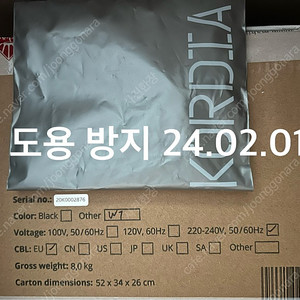 KURDIA
도용 방지 24.02.01
Serial no.: 20K0002876
Color: Black Other W1
Voltage: 100V, 50/60Hz 120V, 60Hz 220-240V, 50/60Hz
CBL: EU CN US JP UK SA Other
Gross weight: 8,0 kg
Carton dimensions: 52 x 34 x 26 cm